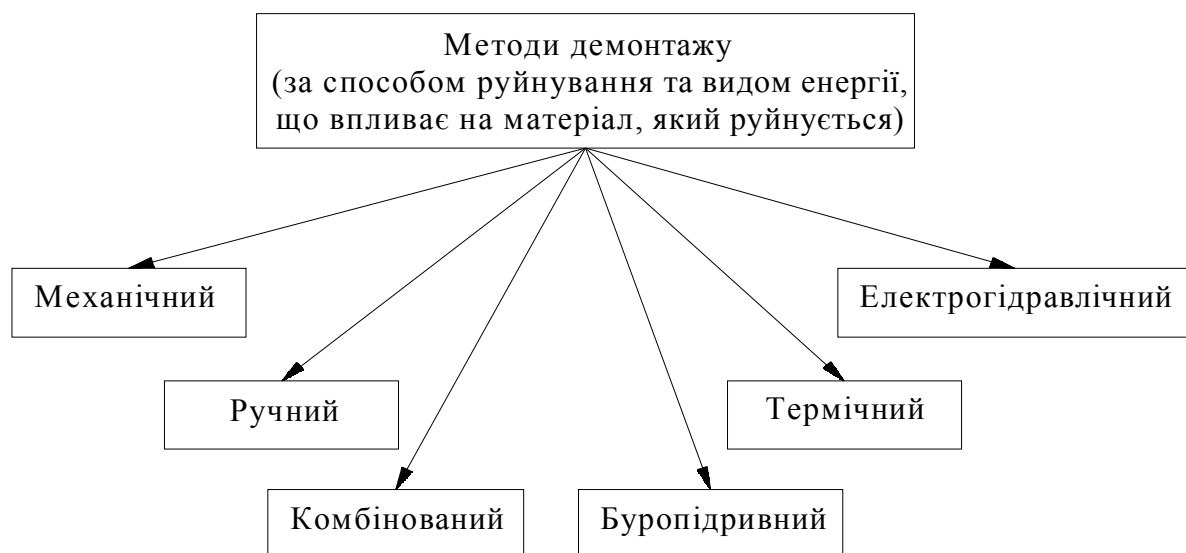 Методи демонтажу
(за способом руйнування та видом енергії,
що впливає на матеріал, який руйнується)
Механічний
Електрогідравлічний
Ручний
Термічний
Комбінований
Буропідривний